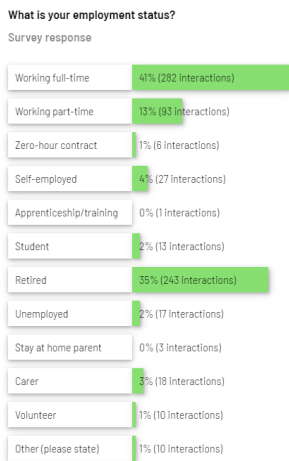 What is your employment status?
Survey response
Working full-time 41% (282 interactions)
Working part-time 13% (93 interactions)
Zero-hour contract 1% (6 interactions)
Self-employed 4% (27 interactions)
Apprenticeship/training 0% (1 interactions)
Student 2% (13 interactions)
Retired 35% (243 interactions)
Unemployed 2% (17 interactions)
Stay at home parent 0% (3 interactions)
Carer 3% (18 interactions)
Volunteer 1% (10 interactions)
Other (please state) 1% (10 interactions)